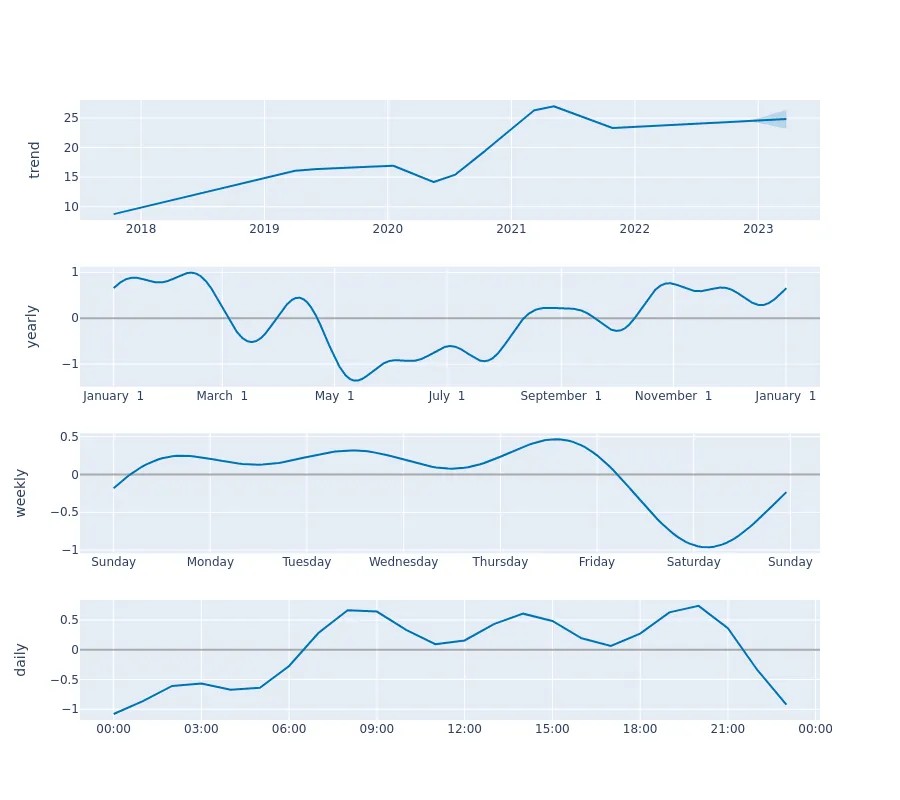 trend
25
20
15
10
2018 2019 2020 2021 2022 2023
yearly
1
0
−1
January 1 March 1 May 1 July 1 September 1 November 1 January 1
weekly
0.5
0
−0.5
−1
Sunday Monday Tuesday Wednesday Thursday Friday Saturday Sunday
daily
0.5
0
−0.5
−1
00:00 03:00 06:00 09:00 12:00 15:00 18:00 21:00 00:00